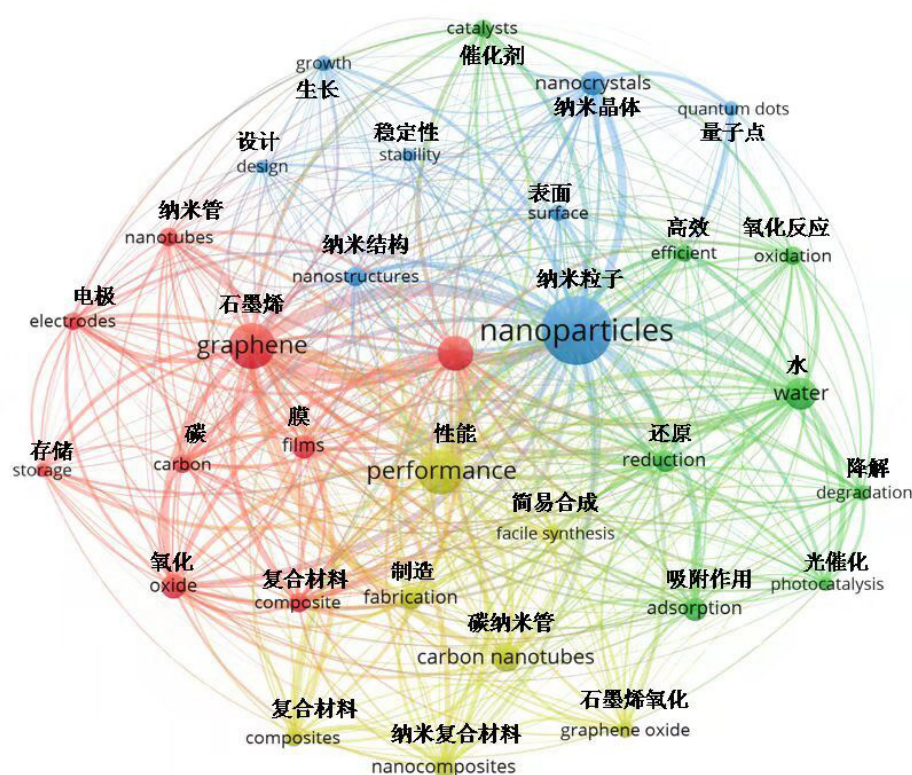 catalysts
催化剂
growth
生长
nanocrystals
纳米晶体
quantum dots
量子点
设计
design
稳定性
stability
表面
surface
纳米管
nanotubes
纳米结构
nanostructures
高效
efficient
氧化反应
oxidation
电极
electrodes
石墨烯
graphene
纳米粒子
nanoparticles
水
water
存储
storage
碳
carbon
膜
films
性能
performance
还原
reduction
降解
degradation
简易合成
facile synthesis
氧化
oxide
复合材料
composite
制造
fabrication
吸附作用
adsorption
光催化
photocatalysis
碳纳米管
carbon nanotubes
复合材料
composites
纳米复合材料
nanocomposites
石墨烯氧化
graphene oxide